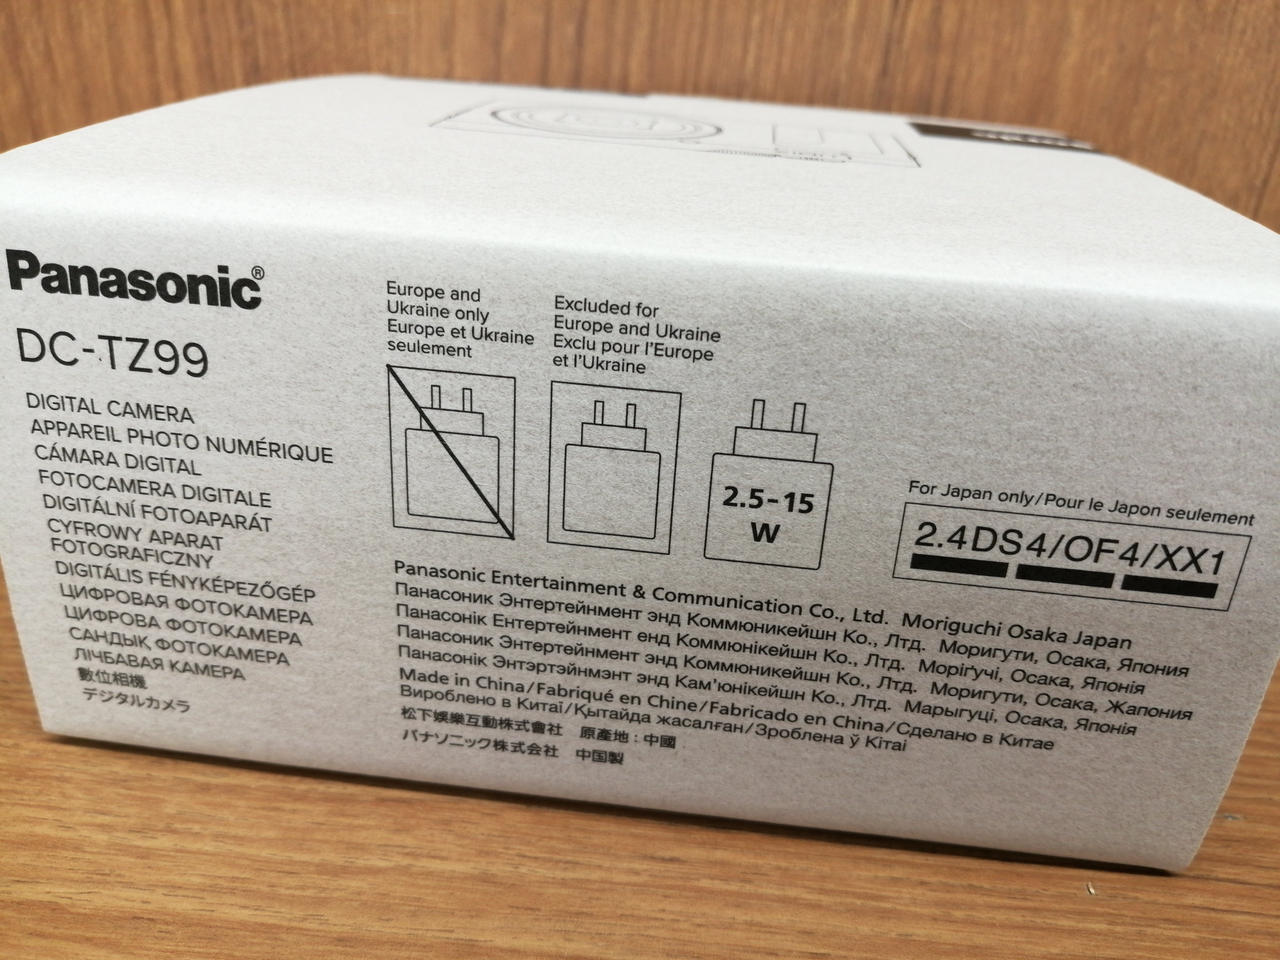 Panasonic®
DC-TZ99
DIGITAL CAMERA
APPAREIL PHOTO NUMÉRIQUE
CÁMARA DIGITAL
FOTOCAMERA DIGITALE
DIGITÁLNÍ FOTOAPARÁT
CYFROWY APARAT
FOTOGRAFICZNY
DIGITÁLIS FÉNYKÉPEZŐGÉP
ЦИФРОВАЯ ФОТОКАМЕРА
ЦИФРОВА ФОТОКАМЕРА
САНДЫҚ ФОТОКАМЕРА
ЛІЧБАВАЯ КАМЕРА
數位相機
デジタルカメラ
Europe and
Ukraine only
Europe et Ukraine
seulement
Excluded for
Europe and Ukraine
Exclu pour l'Europe
et l'Ukraine
2.5-15
W
For Japan only/Pour le Japon seulement
2.4DS4/OF4/XX1
Panasonic Entertainment & Communication Co., Ltd. Moriguchi Osaka Japan
Панасоник Энтертейнмент энд Коммюникейшн Ко., Лтд. Моригути, Осака, Япония
Панасонік Ентертейнмент енд Коммюнікейшн Ко., Лтд. Моріґучі, Осака, Японія
Панасоник Энтертейнмент энд Коммюникейшн Ко., Лтд. Моригути, Осака, Жапония
Панасонік Энтэртэйнмэнт энд Кам'юнікейшн Ко., Лтд. Марыгуці, Осака, Японія
Made in China/Fabriqué en Chine/Fabricado en China/Сделано в Китае
Вироблено в Китаї/Қытайда жасалған/Зроблена ў Кітаі
松下娛樂互動株式會社 原產地：中國
パナソニック株式会社 中国製